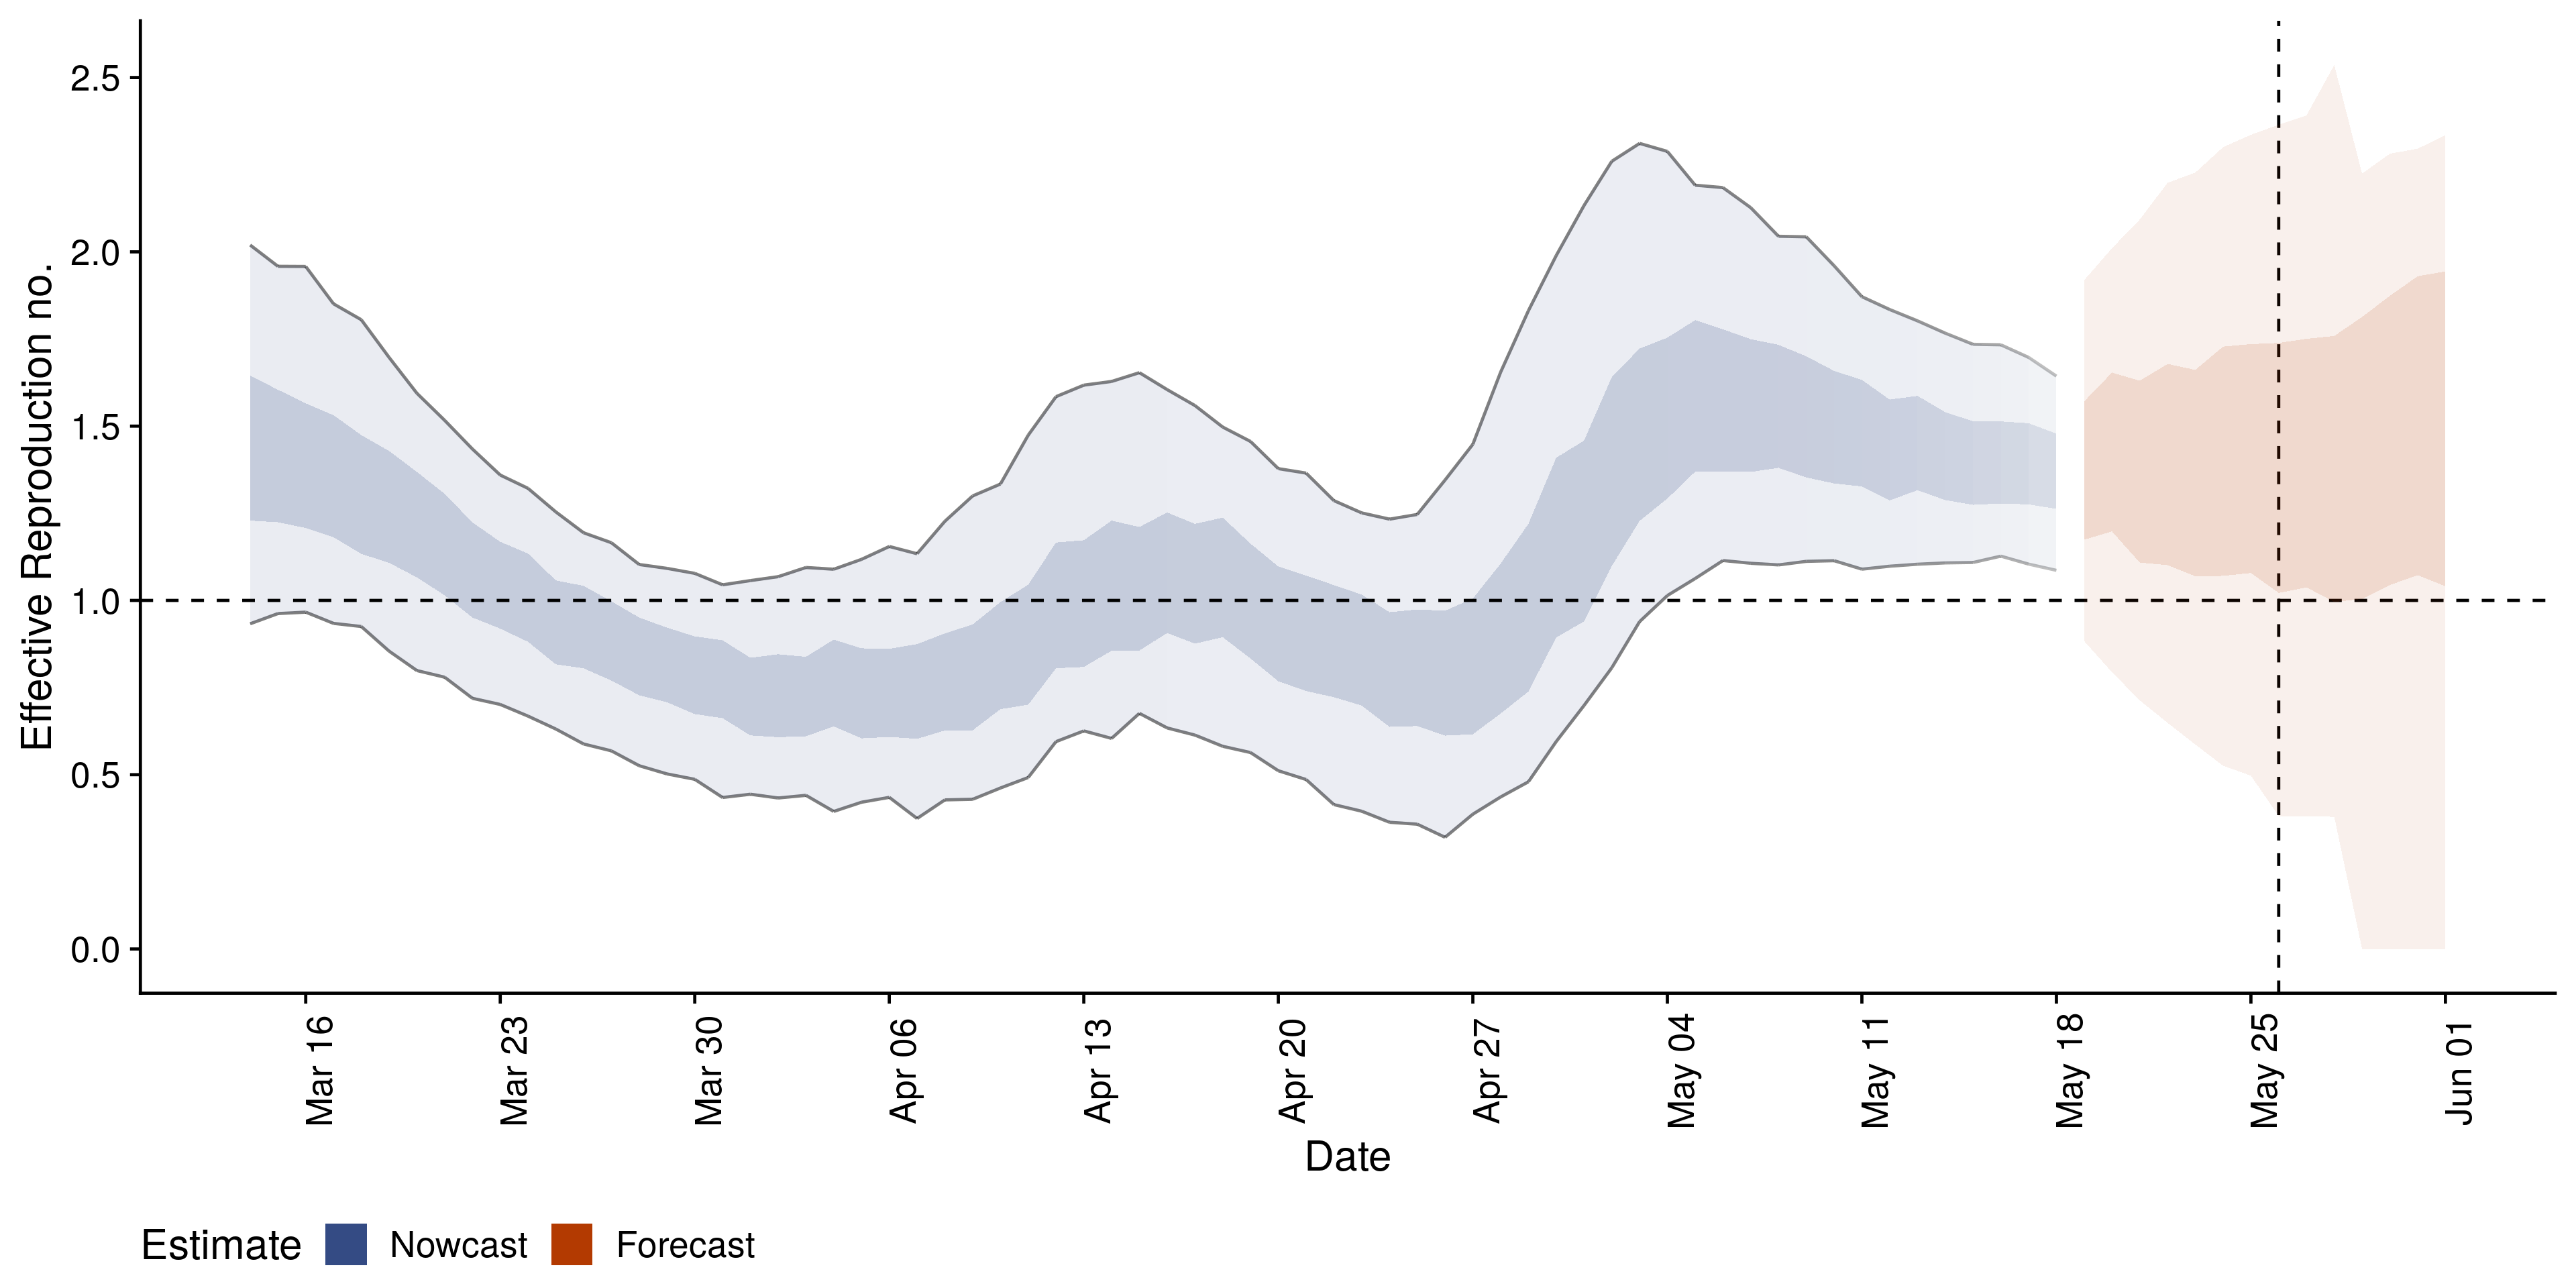 Effective Reproduction no.
2.5
2.0
1.5
1.0
0.5
0.0
Mar 16
Mar 23
Mar 30
Apr 06
Apr 13
Apr 20
Apr 27
May 04
May 11
May 18
May 25
Jun 01
Date
Estimate Nowcast Forecast